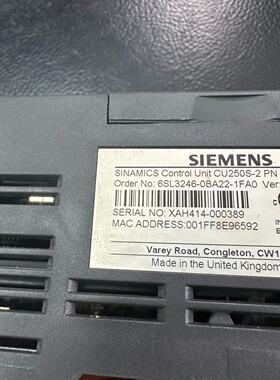 SIEMENS
SINAMICS Control Unit CU250S-2 PN
Order No: 6SL3246-0BA22-1FA0 Ver
SERIAL NO: XAH414-000389
MAC ADDRESS:001FF8E96592
Varey Road, Congleton, CW1
Made in the United Kingdom